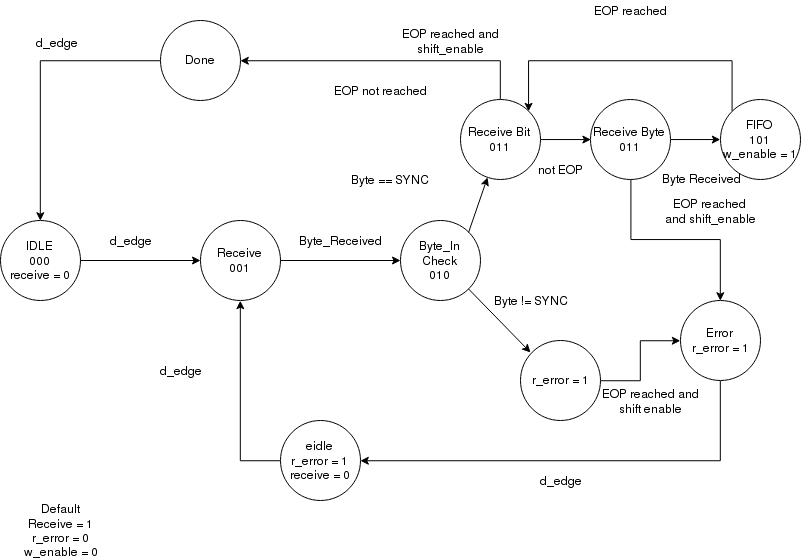 EOP reached
d_edge
EOP reached and
shift_enable
Done
EOP not reached
Receive Bit
011
Receive Byte
011
FIFO
101
w_enable = 1
not EOP
Byte Received
Byte == SYNC
EOP reached
and shift_enable
IDLE
000
receive = 0
d_edge
Receive
001
Byte_Received
Byte_In
Check
010
Byte != SYNC
Error
r_error = 1
r_error = 1
d_edge
EOP reached and
shift enable
eidle
r_error = 1
receive = 0
d_edge
Default
Receive = 1
r_error = 0
w_enable = 0